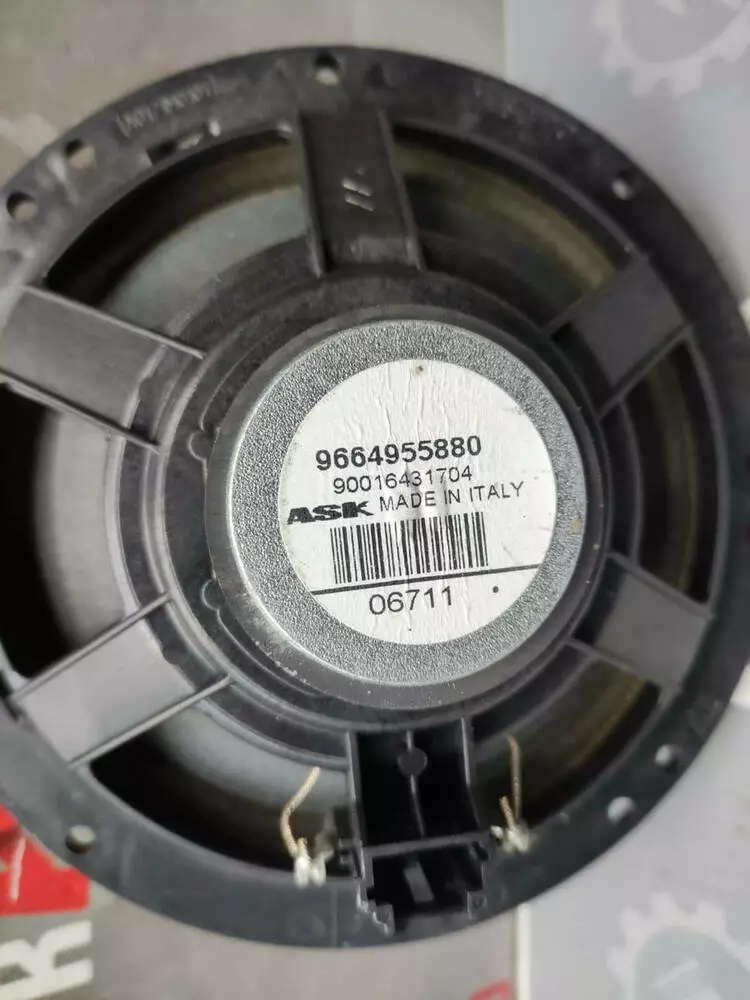 9664955880
90016431704
ASK MADE IN ITALY
06711
R